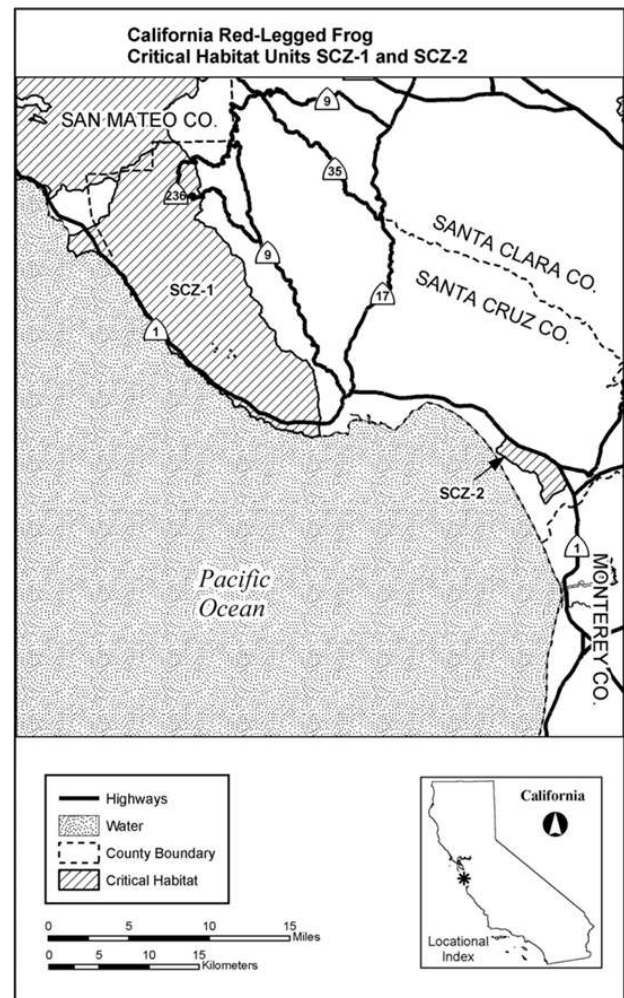 California Red-Legged Frog
Critical Habitat Units SCZ-1 and SCZ-2
9
SAN MATEO CO.
35
236
SANTA CLARA CO.
9
SANTA CRUZ CO.
SCZ-1
17
1
SCZ-2
1
Pacific
Ocean
MONTEREY CO.
Highways
Water
County Boundary
Critical Habitat
California
0 5 10 15
Miles
0 5 10 15
Kilometers
Locational
Index